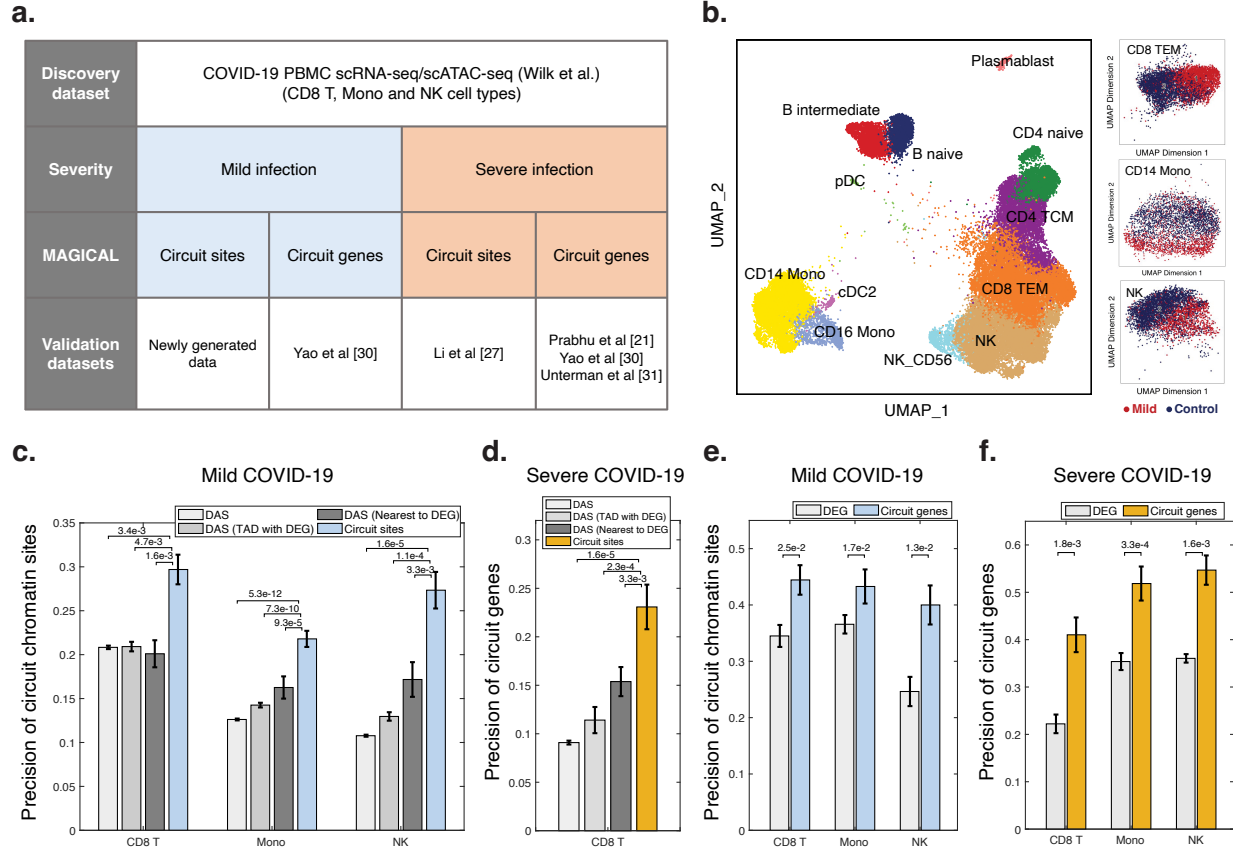 a.
Discovery
dataset
COVID-19 PBMC scRNA-seq/scATAC-seq (Wilk et al.)
(CD8 T, Mono and NK cell types)
Severity
Mild infection
Severe infection
MAGICAL
Circuit sites
Circuit genes
Circuit sites
Circuit genes
Validation
datasets
Newly generated
data
Yao et al [30]
Li et al [27]
Prabhu et al [21]
Yao et al [30]
Unterman et al [31]
b.
Plasmablast
B intermediate
B naive
CD4 naive
pDC
CD4 TCM
CD14 Mono
cDC2
CD8 TEM
CD16 Mono
NK
NK_CD56
UMAP_2
UMAP_1
CD8 TEM
UMAP Dimension 2
UMAP Dimension 1
CD14 Mono
UMAP Dimension 2
UMAP Dimension 1
NK
UMAP Dimension 2
UMAP Dimension 1
Mild
Control
c.
Mild COVID-19
DAS
DAS (Nearest to DEG)
DAS (TAD with DEG)
Circuit sites
Precision of circuit chromatin sites
0.35
0.3
0.25
0.2
0.15
0.1
0.05
0
3.4e-3
4.7e-3
1.6e-3
5.3e-12
7.3e-10
9.3e-5
1.6e-5
1.1e-4
3.3e-3
CD8 T
Mono
NK
d.
Severe COVID-19
DAS
DAS (TAD with DEG)
DAS (Nearest to DEG)
Circuit sites
Precision of circuit genes
0.3
0.25
0.2
0.15
0.1
0.05
0
1.6e-5
2.3e-4
3.3e-3
CD8 T
e.
Mild COVID-19
DEG
Circuit genes
Precision of circuit chromatin sites
0.5
0.4
0.3
0.2
0.1
0
2.5e-2
1.7e-2
1.3e-2
CD8 T
Mono
NK
f.
Severe COVID-19
DEG
Circuit genes
Precision of circuit genes
0.6
0.5
0.4
0.3
0.2
0.1
0
1.8e-3
3.3e-4
1.6e-3
CD8 T
Mono
NK